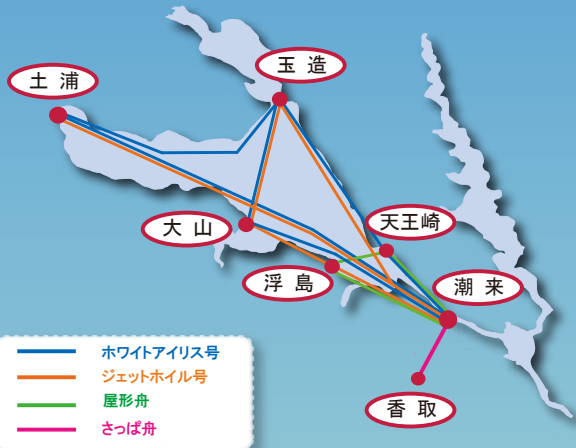 玉造
土浦
大山
天王崎
浮島
潮来
香取
ホワイトアイリス号
ジェットホイル号
屋形舟
さっぱ舟